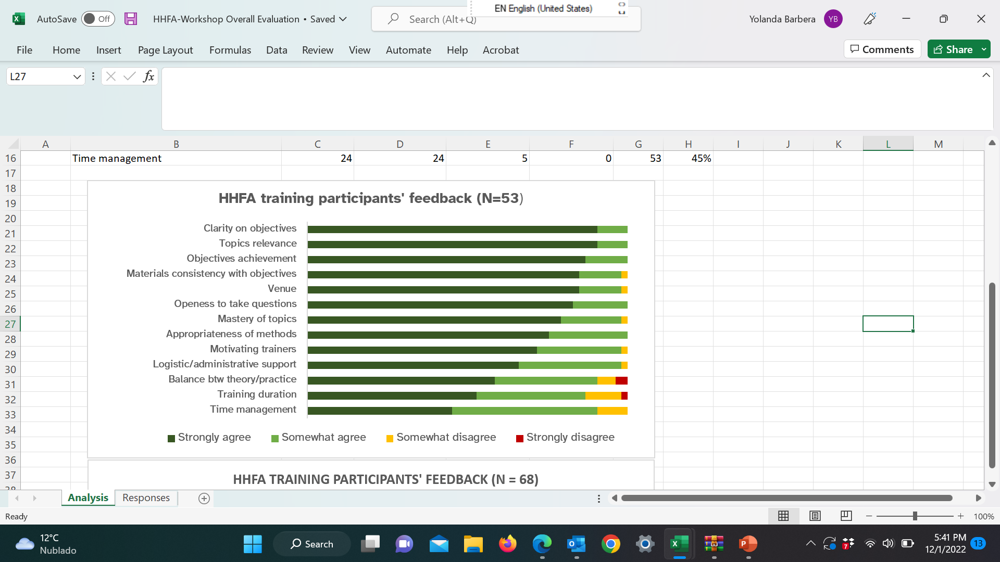 EN English (United States)
AutoSave Off HHFA-Workshop Overall Evaluation • Saved Search (Alt+Q) Yolanda Barbera YB
File Home Insert Page Layout Formulas Data Review View Automate Help Acrobat Comments Share
L27 fx
A B C D E F G H I J K L M
16 Time management 24 24 5 0 53 45%
17
18
19
20
21
22
23
24
25
26
27
28
29
30
31
32
33
34
35
36
37
38
HHFA training participants' feedback (N=53)
Clarity on objectives
Topics relevance
Objectives achievement
Materials consistency with objectives
Venue
Openess to take questions
Mastery of topics
Appropriateness of methods
Motivating trainers
Logistic/administrative support
Balance btw theory/practice
Training duration
Time management
Strongly agree Somewhat agree Somewhat disagree Strongly disagree
HHFA TRAINING PARTICIPANTS' FEEDBACK (N = 68)
Analysis Responses
Ready 100%
12°C
Nublado
Search
7
5:41 PM
12/1/2022
13